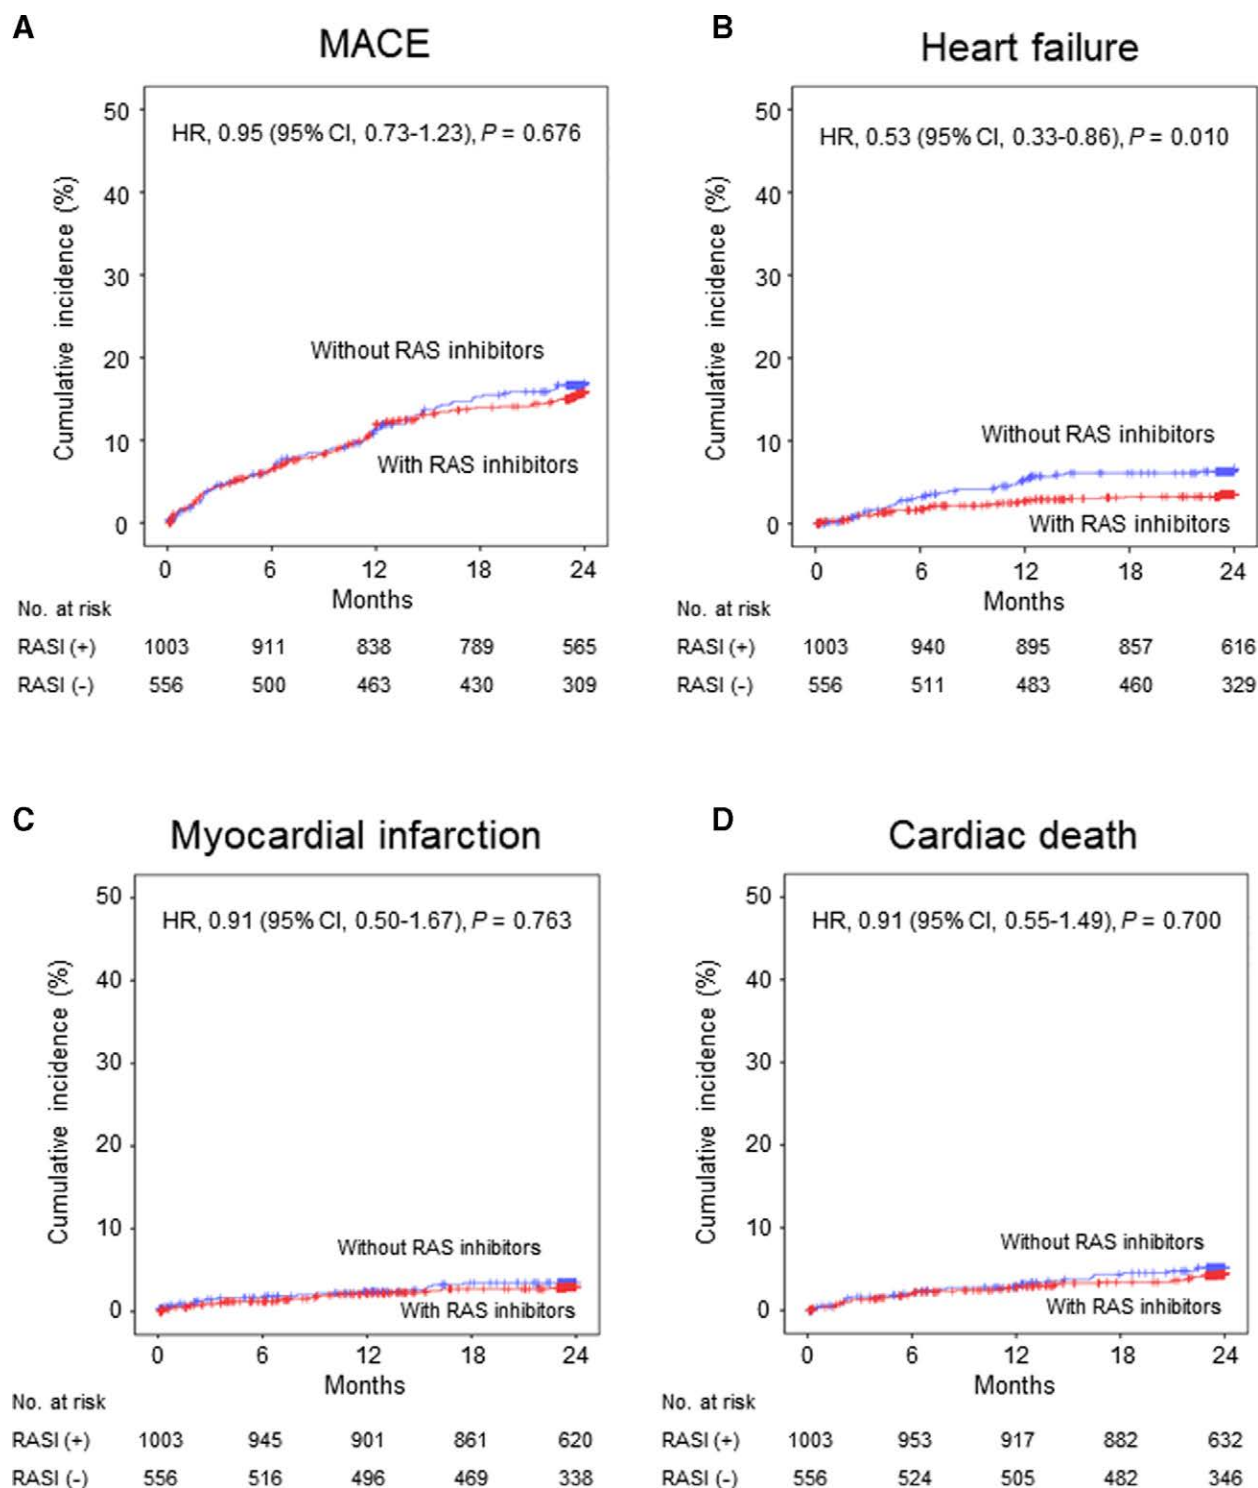 A
MACE
HR, 0.95 (95% CI, 0.73-1.23), P = 0.676
Cumulative incidence (%)
50
40
30
20
10
0
Without RAS inhibitors
With RAS inhibitors
0 6 12 18 24
Months
No. at risk
RASI (+) 1003 911 838 789 565
RASI (-) 556 500 463 430 309
B
Heart failure
HR, 0.53 (95% CI, 0.33-0.86), P = 0.010
Cumulative incidence (%)
50
40
30
20
10
0
Without RAS inhibitors
With RAS inhibitors
0 6 12 18 24
Months
No. at risk
RASI (+) 1003 940 895 857 616
RASI (-) 556 511 483 460 329
C
Myocardial infarction
HR, 0.91 (95% CI, 0.50-1.67), P = 0.763
Cumulative incidence (%)
50
40
30
20
10
0
Without RAS inhibitors
With RAS inhibitors
0 6 12 18 24
Months
No. at risk
RASI (+) 1003 945 901 861 620
RASI (-) 556 516 496 469 338
D
Cardiac death
HR, 0.91 (95% CI, 0.55-1.49), P = 0.700
Cumulative incidence (%)
50
40
30
20
10
0
Without RAS inhibitors
With RAS inhibitors
0 6 12 18 24
Months
No. at risk
RASI (+) 1003 953 917 882 632
RASI (-) 556 524 505 482 346